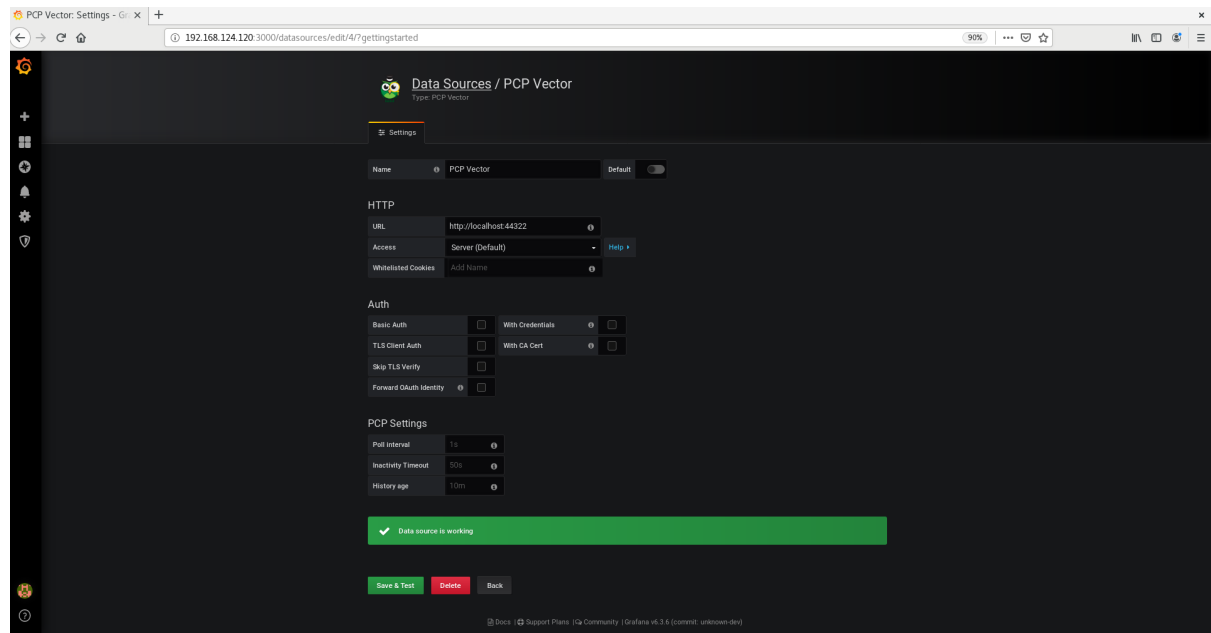 PCP Vector: Settings - Gr
192.168.124.120:3000/datasources/edit/4/?gettingstarted
90%
Data Sources / PCP Vector
Type: PCP Vector
Settings
Name PCP Vector Default
HTTP
URL http://localhost:44322
Access Server (Default) Help
Whitelisted Cookies Add Name
Auth
Basic Auth With Credentials
TLS Client Auth With CA Cert
Skip TLS Verify
Forward OAuth Identity
PCP Settings
Poll interval 1s
Inactivity Timeout 50s
History age 10m
Data source is working
Save & Test Delete Back
Docs | Support Plans | Community | Grafana v6.3.6 (commit: unknown-dev)